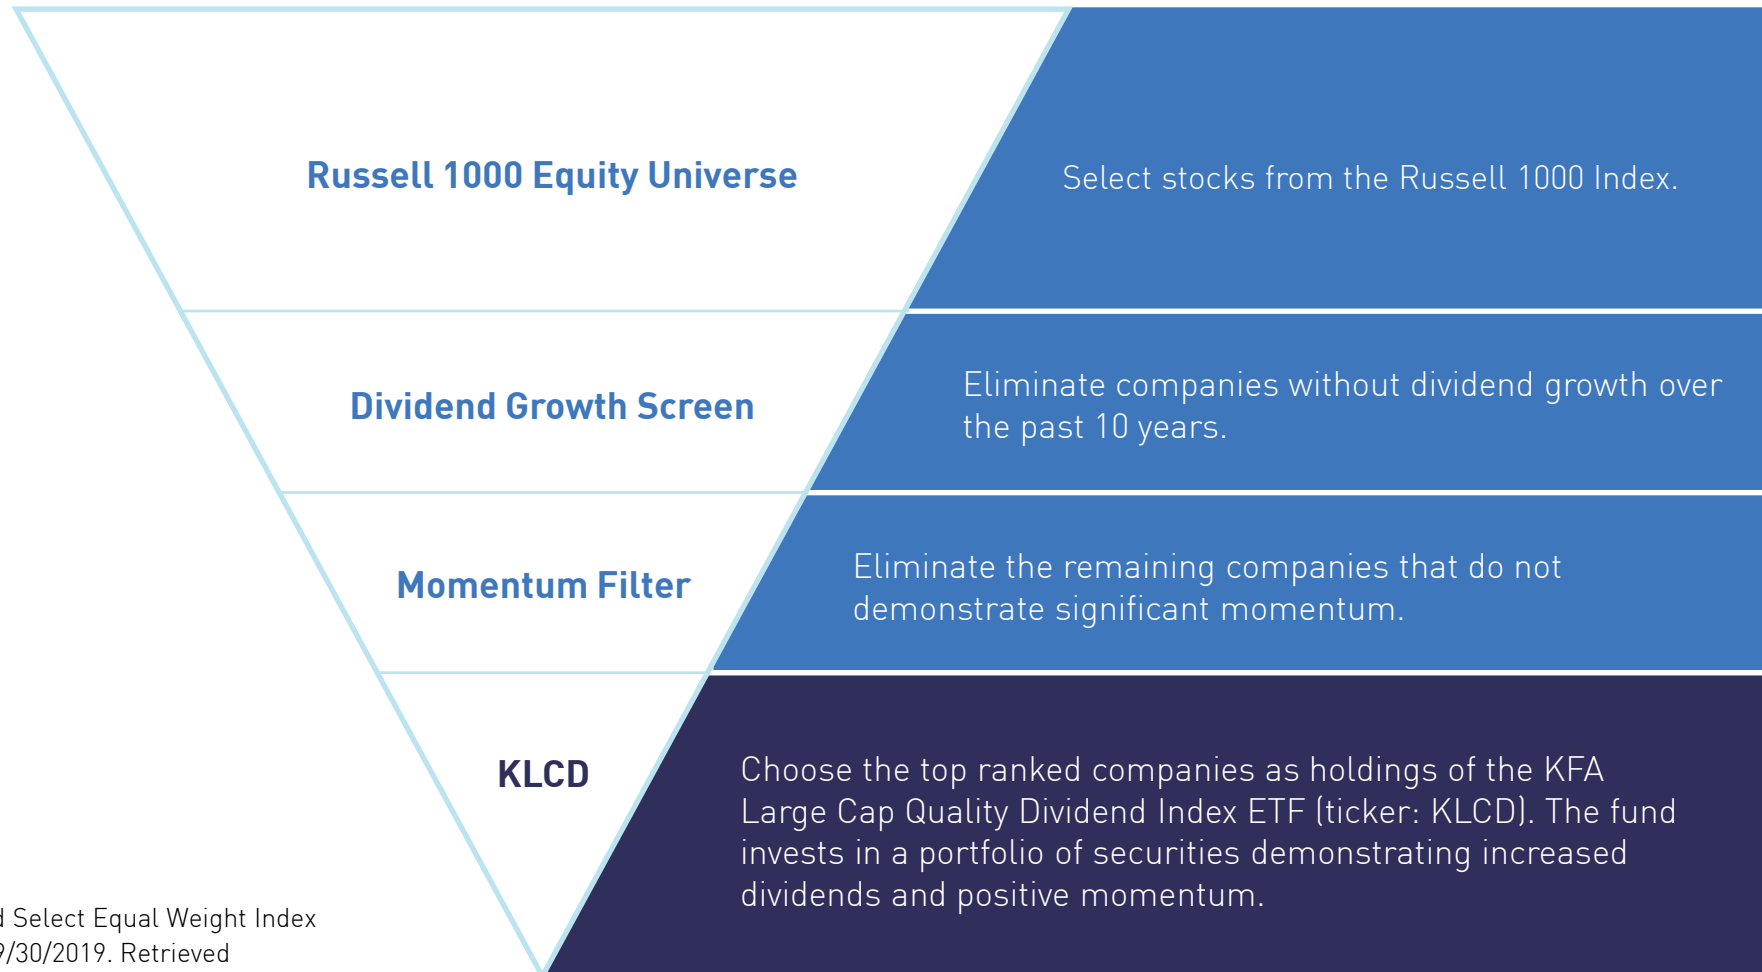 Russell 1000 Equity Universe
Select stocks from the Russell 1000 Index.
Dividend Growth Screen
Eliminate companies without dividend growth over
the past 10 years.
Momentum Filter
Eliminate the remaining companies that do not
demonstrate significant momentum.
KLCD
Choose the top ranked companies as holdings of the KFA
Large Cap Quality Dividend Index ETF (ticker: KLCD). The fund
invests in a portfolio of securities demonstrating increased
dividends and positive momentum.
Select Equal Weight Index
9/30/2019. Retrieved